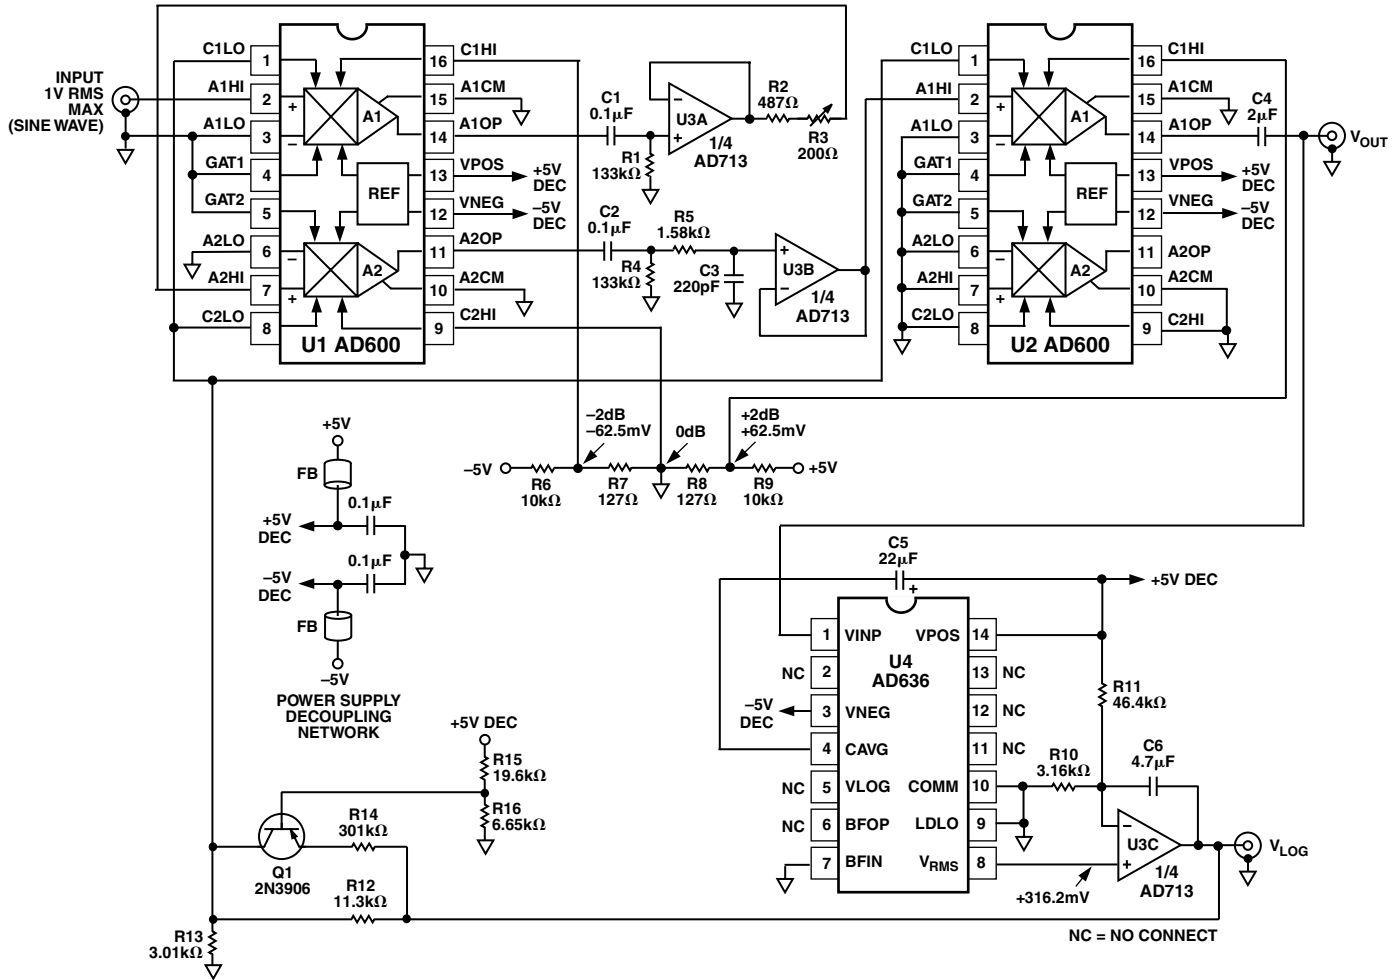 INPUT
1V RMS
MAX
(SINE WAVE)
C1LO
A1HI
A1LO
GAT1
GAT2
A2LO
A2HI
C2LO
1
2
3
4
5
6
7
8
+
–
–
+
A1
REF
A2
U1 AD600
16
15
14
13
12
11
10
9
C1HI
A1CM
A1OP
VPOS
VNEG
A2OP
A2CM
C2HI
+5V
DEC
–5V
DEC
C1
0.1µF
R1
133kΩ
–
+
U3A
1/4
AD713
R2
487Ω
R3
200Ω
C2
0.1µF
R4
133kΩ
R5
1.58kΩ
C3
220pF
+
–
U3B
1/4
AD713
C1LO
A1HI
A1LO
GAT1
GAT2
A2LO
A2HI
C2LO
1
2
3
4
5
6
7
8
+
–
–
+
A1
REF
A2
U2 AD600
16
15
14
13
12
11
10
9
C1HI
A1CM
A1OP
VPOS
VNEG
A2OP
A2CM
C2HI
+5V
DEC
–5V
DEC
C4
2µF
VOUT
–5V
R6
10kΩ
–2dB
–62.5mV
R7
127Ω
0dB
R8
127Ω
+2dB
+62.5mV
R9
10kΩ
+5V
+5V
FB
0.1µF
+5V
DEC
0.1µF
–5V
DEC
FB
–5V
POWER SUPPLY
DECOUPLING
NETWORK
+5V DEC
R15
19.6kΩ
R16
6.65kΩ
R14
301kΩ
Q1
2N3906
R12
11.3kΩ
R13
3.01kΩ
C5
22µF
+
+5V DEC
1 VINP VPOS 14
U4
AD636
NC 2 13 NC
–5V
DEC
3 VNEG 12 NC
4 CAVG 11 NC
NC 5 VLOG COMM 10
NC 6 BFOP LDLO 9
7 BFIN VRMS 8
R11
46.4kΩ
R10
3.16kΩ
C6
4.7µF
–
+
U3C
1/4
AD713
+316.2mV
VLOG
NC = NO CONNECT